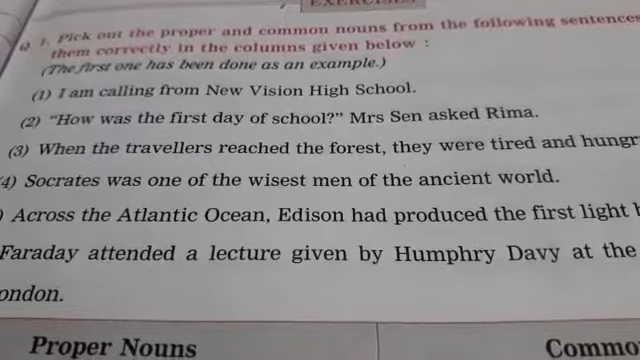 EXERCISES
Q. 1. Pick out the proper and common nouns from the following sentences
them correctly in the columns given below :
(The first one has been done as an example.)
(1) I am calling from New Vision High School.
(2) "How was the first day of school?" Mrs Sen asked Rima.
(3) When the travellers reached the forest, they were tired and hungr
4) Socrates was one of the wisest men of the ancient world.
) Across the Atlantic Ocean, Edison had produced the first light b
Faraday attended a lecture given by Humphry Davy at the
ondon.
Proper Nouns
Commo